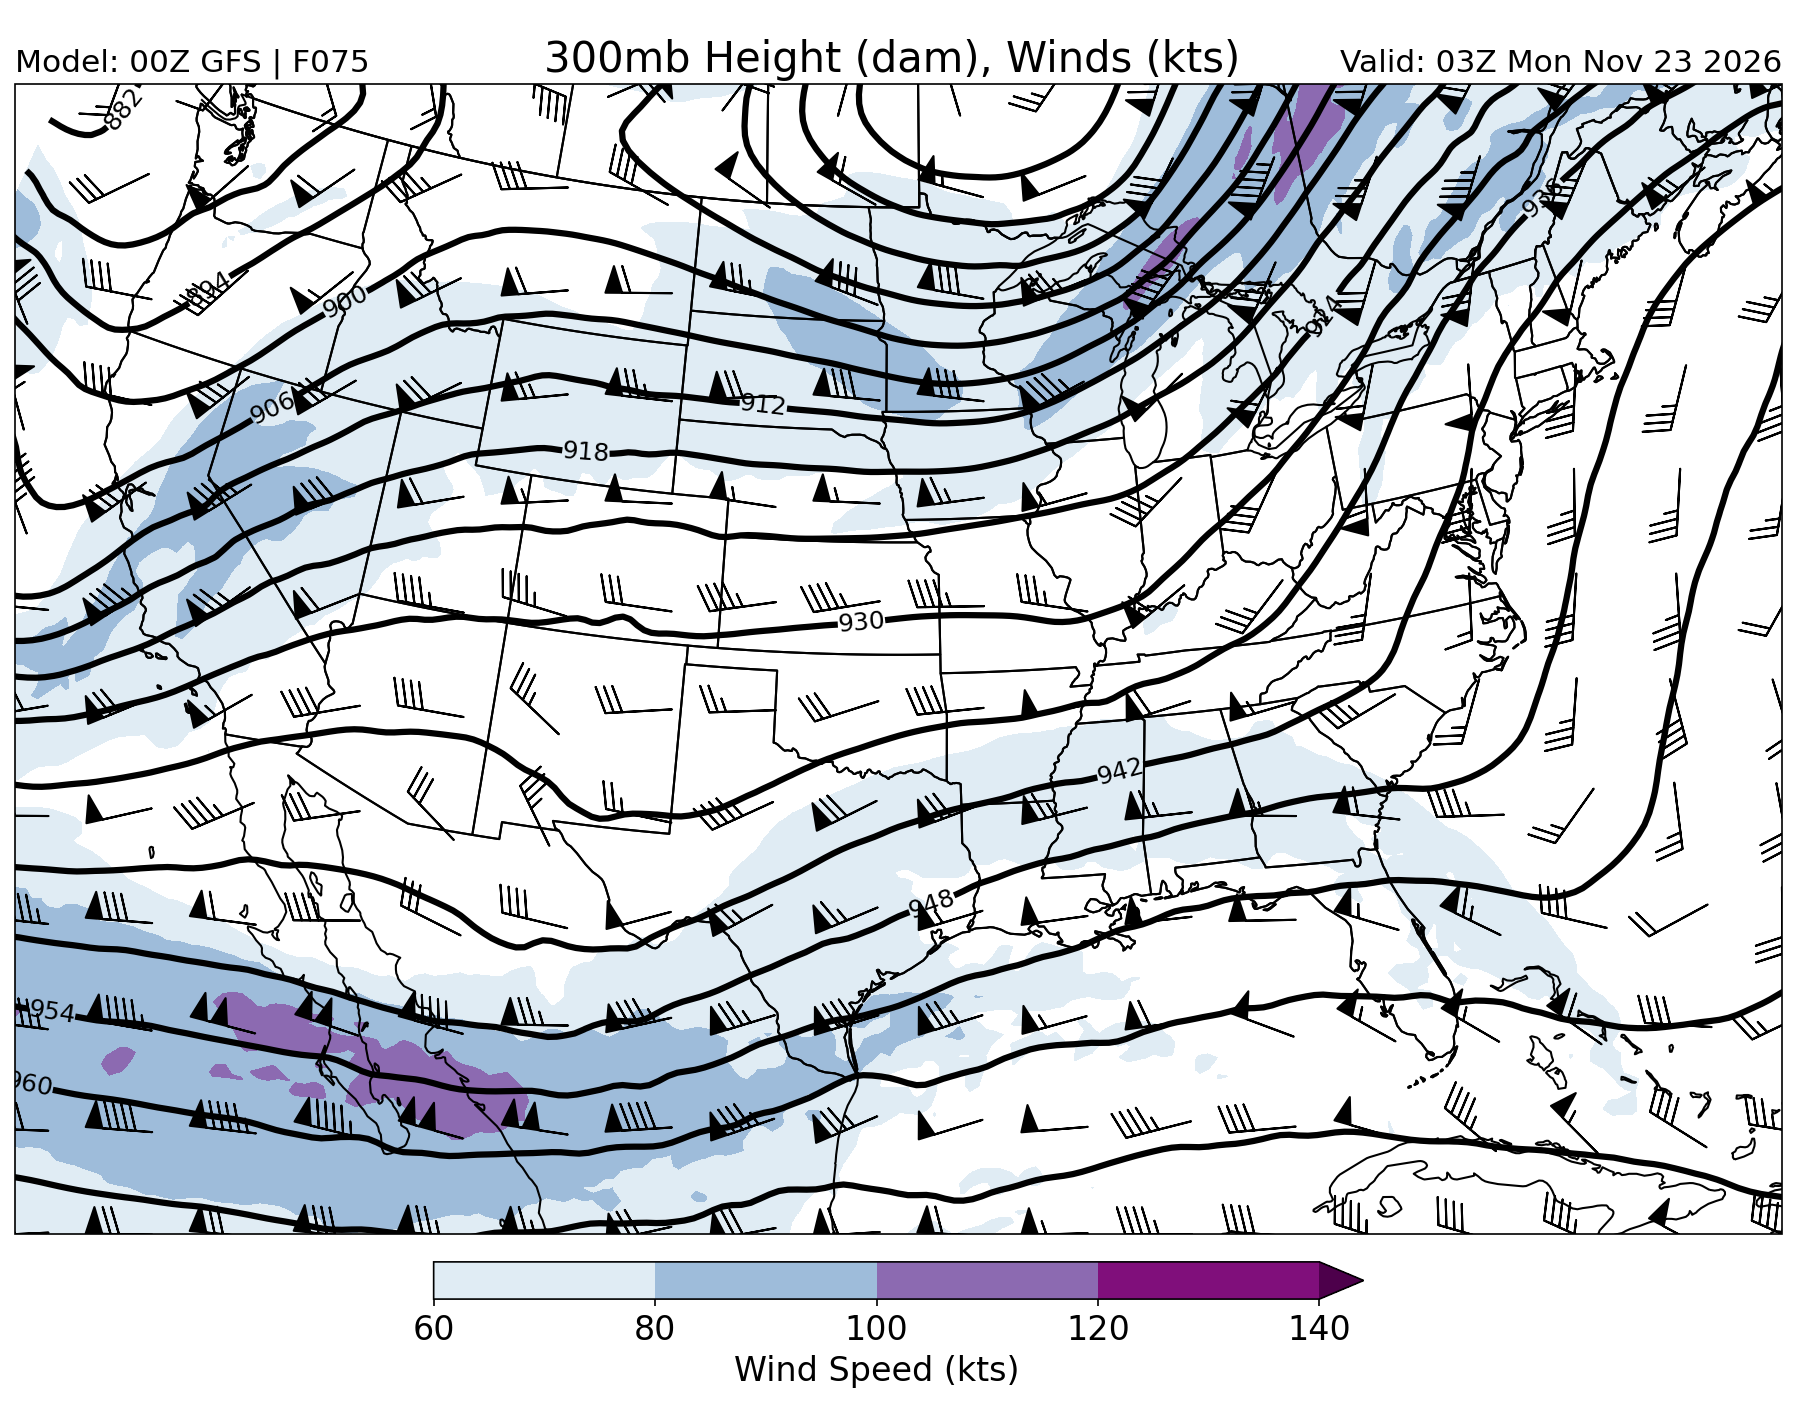 Model: 00Z GFS | F075
300mb Height (dam), Winds (kts)
Valid: 03Z Mon Nov 23 2026
882
936
894
900
924
906
912
918
930
942
948
954
960
60 80 100 120 140
Wind Speed (kts)